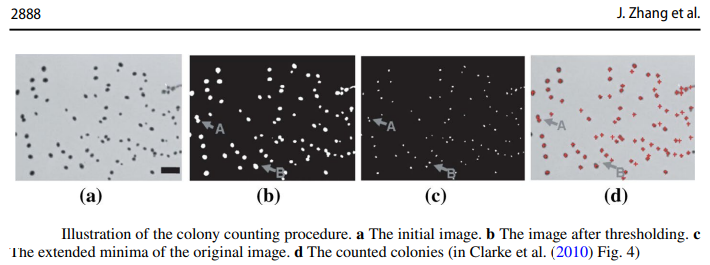 2888
J. Zhang et al.
A
B
A
B
A
B
(a)
(b)
(c)
(d)
Illustration of the colony counting procedure. a The initial image. b The image after thresholding. c
The extended minima of the original image. d The counted colonies (in Clarke et al. (2010) Fig. 4)